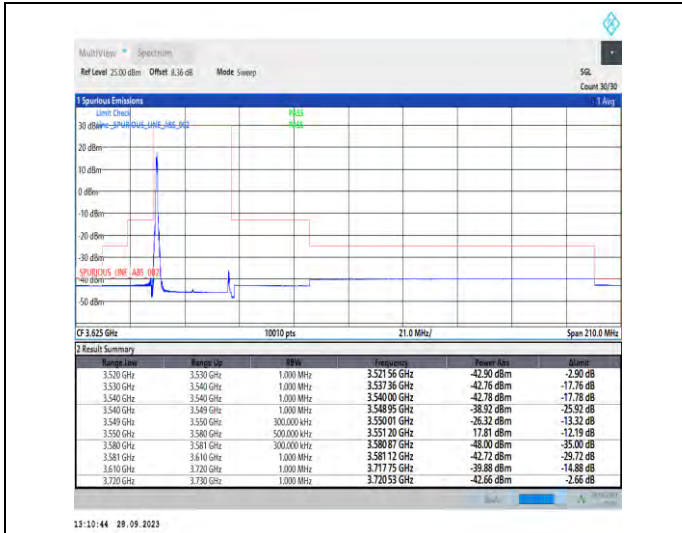 MultiView Spectrum
Ref Level 25.00 dBm Offset 8.36 dB Mode Sweep SGL
Count 30/30
1 Spurious Emissions 1 Avg
Limit Check PASS
30 dBm Line _SPURIOUS_LINE_ABS_002 PASS
20 dBm
10 dBm
0 dBm
-10 dBm
-20 dBm
-30 dBm
SPURIOUS_LINE_ABS_002
-40 dBm
-50 dBm
CF 3.625 GHz 10010 pts 21.0 MHz/ Span 210.0 MHz
2 Result Summary
Range Low Range Up RBW Frequency Power Abs ΔLimit
3.520 GHz 3.530 GHz 1.000 MHz 3.521 56 GHz -42.90 dBm -2.90 dB
3.530 GHz 3.540 GHz 1.000 MHz 3.537 36 GHz -42.76 dBm -17.76 dB
3.540 GHz 3.540 GHz 1.000 MHz 3.540 00 GHz -42.78 dBm -17.78 dB
3.540 GHz 3.549 GHz 1.000 MHz 3.548 95 GHz -38.92 dBm -25.92 dB
3.549 GHz 3.550 GHz 300.000 kHz 3.550 01 GHz -26.32 dBm -13.32 dB
3.550 GHz 3.580 GHz 500.000 kHz 3.551 20 GHz 17.81 dBm -12.19 dB
3.580 GHz 3.581 GHz 300.000 kHz 3.580 87 GHz -48.00 dBm -35.00 dB
3.581 GHz 3.610 GHz 1.000 MHz 3.581 12 GHz -42.72 dBm -29.72 dB
3.610 GHz 3.720 GHz 1.000 MHz 3.717 75 GHz -39.88 dBm -14.88 dB
3.720 GHz 3.730 GHz 1.000 MHz 3.720 53 GHz -42.66 dBm -2.66 dB
13:10:44 28.09.2023